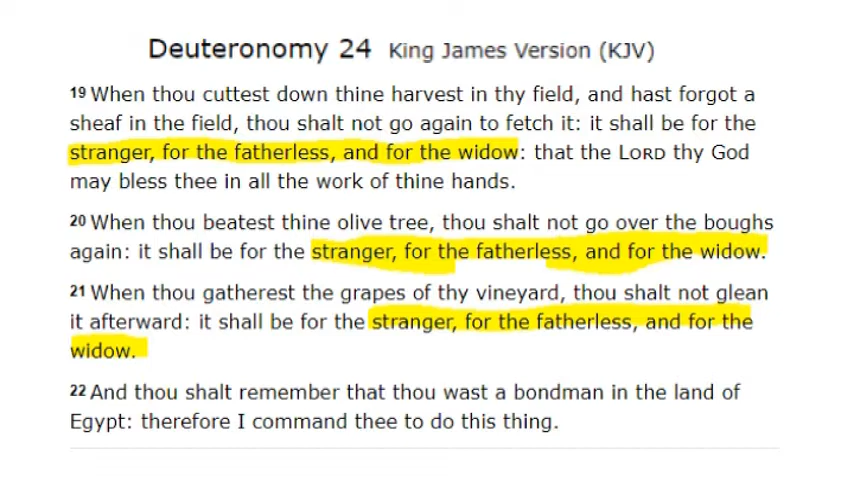 Deuteronomy 24 King James Version (KJV)
19 When thou cuttest down thine harvest in thy field, and hast forgot a
sheaf in the field, thou shalt not go again to fetch it: it shall be for the
stranger, for the fatherless, and for the widow: that the LORD thy God
may bless thee in all the work of thine hands.
20 When thou beatest thine olive tree, thou shalt not go over the boughs
again: it shall be for the stranger, for the fatherless, and for the widow.
21 When thou gatherest the grapes of thy vineyard, thou shalt not glean
it afterward: it shall be for the stranger, for the fatherless, and for the
widow.
22 And thou shalt remember that thou wast a bondman in the land of
Egypt: therefore I command thee to do this thing.